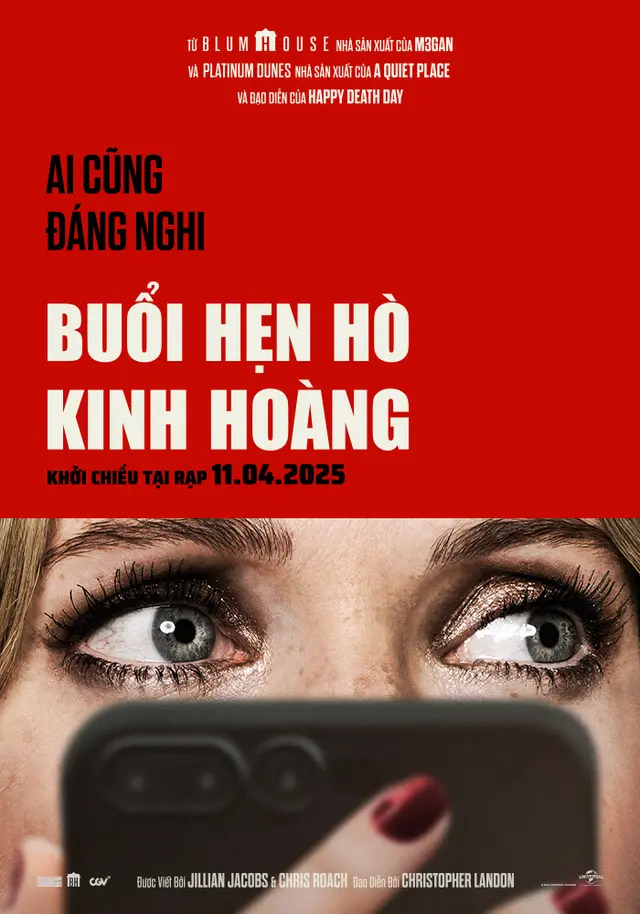 TỪ BLUMHOUSE NHÀ SẢN XUẤT CỦA M3GAN
VÀ PLATINUM DUNES NHÀ SẢN XUẤT CỦA A QUIET PLACE
VÀ ĐẠO DIỄN CỦA HAPPY DEATH DAY
AI CŨNG
ĐÁNG NGHI
BUỔI HẸN HÒ
KINH HOÀNG
KHỞI CHIẾU TẠI RẠP 11.04.2025
BH CGV ĐƯỢC VIẾT BỞI JILLIAN JACOBS & CHRIS ROACH ĐẠO DIỄN BỞI CHRISTOPHER LANDON UNIVERSAL